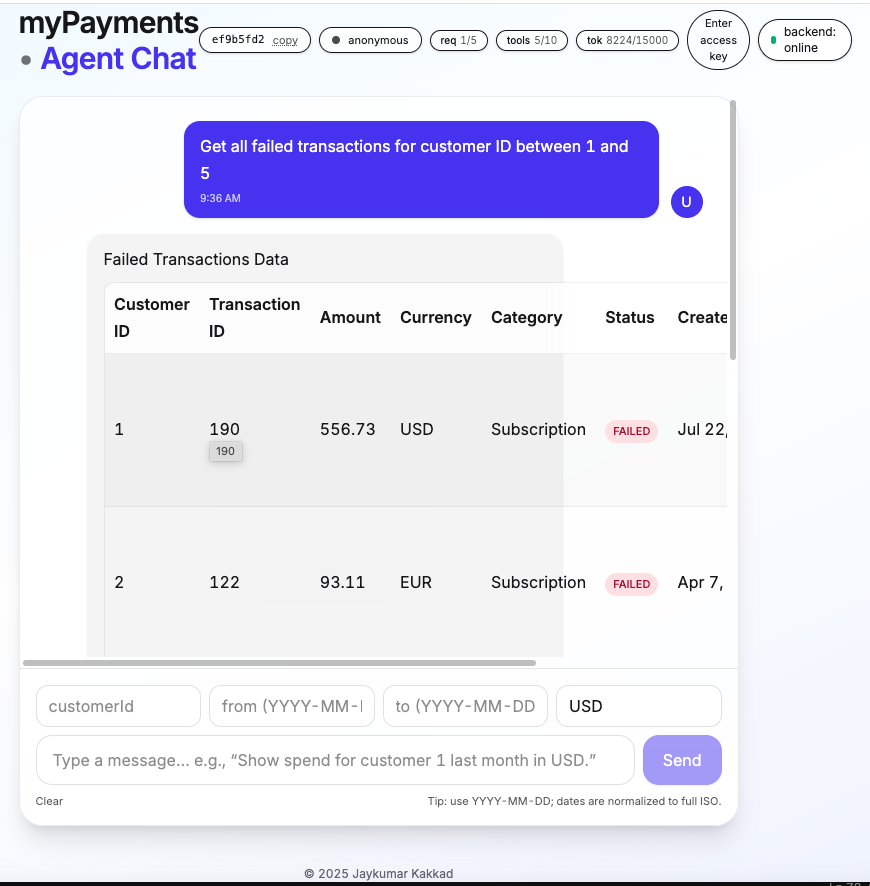 myPayments
• Agent Chat
ef9b5fd2 copy
anonymous
req 1/5
tools 5/10
tok 8224/15000
Enter
access
key
backend:
online
Get all failed transactions for customer ID between 1 and
5
9:36 AM
U
Failed Transactions Data
Customer ID Transaction ID Amount Currency Category Status Create
1 190 556.73 USD Subscription FAILED Jul 22,
190
2 122 93.11 EUR Subscription FAILED Apr 7,
customerId from (YYYY-MM- to (YYYY-MM-DD USD
Type a message... e.g., “Show spend for customer 1 last month in USD.” Send
Clear Tip: use YYYY-MM-DD; dates are normalized to full ISO.
© 2025 Jaykumar Kakkad